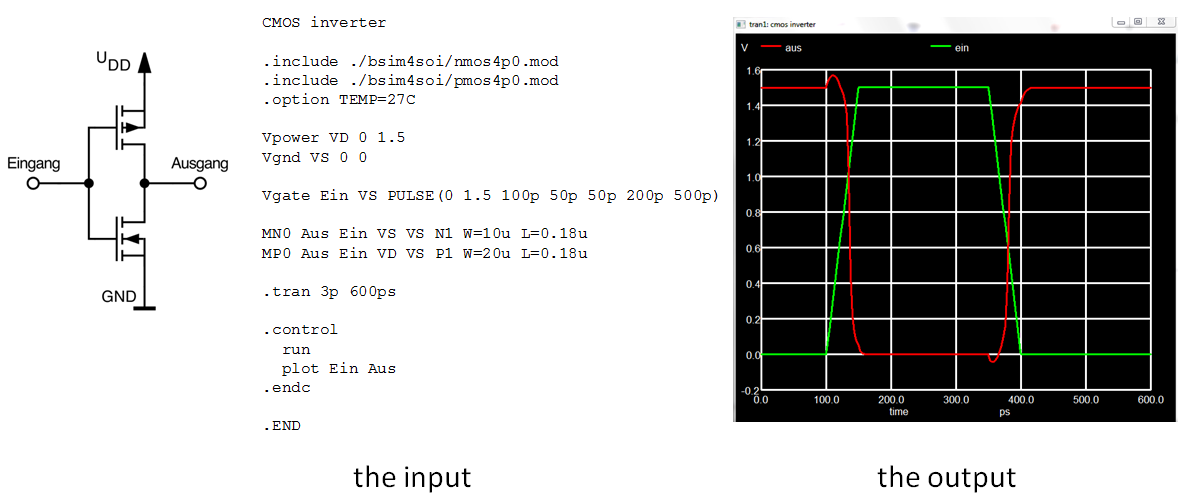 U DD
Eingang
Ausgang
GND
CMOS inverter
.include ./bsim4soi/nmos4p0.mod
.include ./bsim4soi/pmos4p0.mod
.option TEMP=27C
Vpower VD 0 1.5
Vgnd VS 0 0
Vgate Ein VS PULSE(0 1.5 100p 50p 50p 200p 500p)
MN0 Aus Ein VS VS N1 W=10u L=0.18u
MP0 Aus Ein VD VS P1 W=20u L=0.18u
.tran 3p 600ps
.control
run
plot Ein Aus
.endc
.END
the input
tran1: cmos inverter
V aus ein
1.6
1.4
1.2
1.0
0.8
0.6
0.4
0.2
0.0
-0.2
0.0 100.0 200.0 300.0 400.0 500.0 600.0
time ps
the output